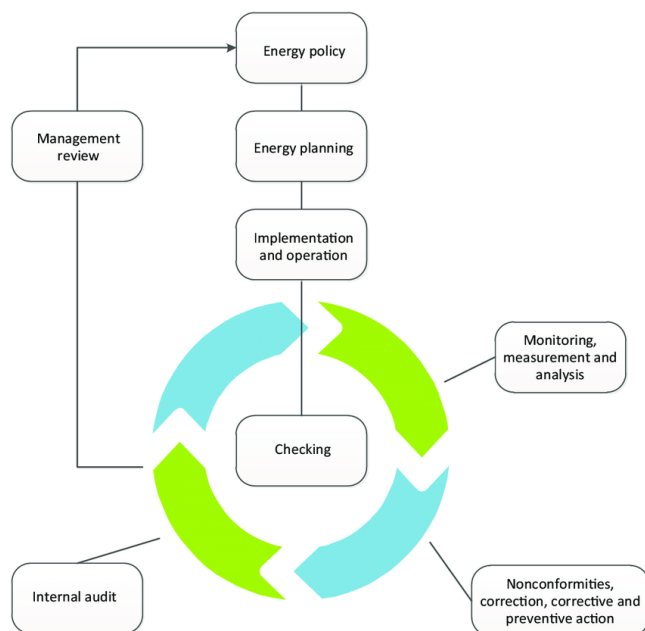 Energy policy
Management
review
Energy planning
Implementation
and operation
Monitoring,
measurement and
analysis
Checking
Internal audit
Nonconformities,
correction, corrective and
preventive action